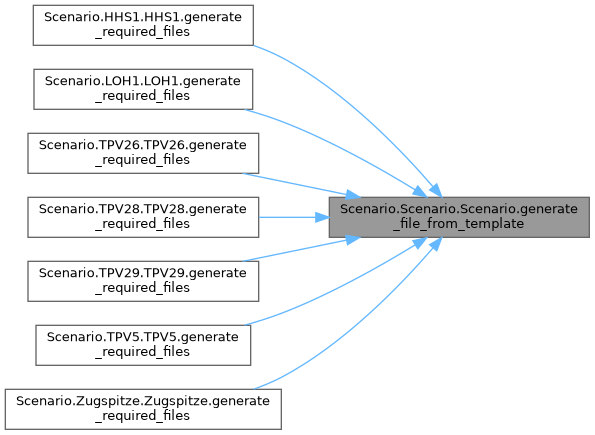 Scenario.HHS1.HHS1.generate
_required_files
Scenario.LOH1.LOH1.generate
_required_files
Scenario.TPV26.TPV26.generate
_required_files
Scenario.TPV28.TPV28.generate
_required_files
Scenario.Scenario.Scenario.generate
_file_from_template
Scenario.TPV29.TPV29.generate
_required_files
Scenario.TPV5.TPV5.generate
_required_files
Scenario.Zugspitze.Zugspitze.generate
_required_files